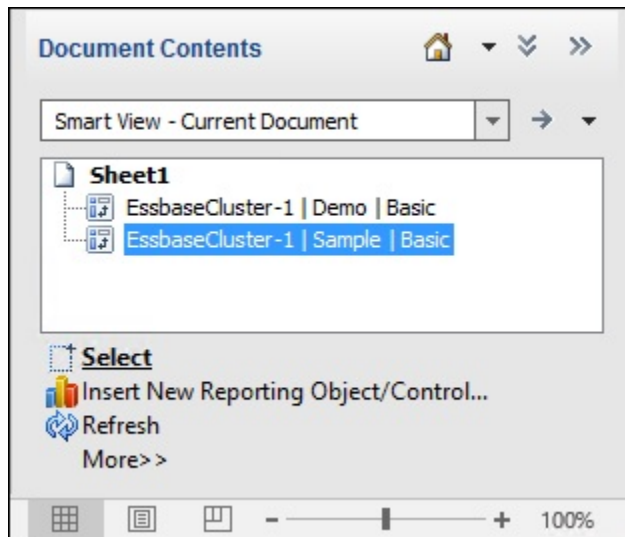 Document Contents
Smart View - Current Document
Sheet1
EssbaseCluster-1 | Demo | Basic
EssbaseCluster-1 | Sample | Basic
Select
Insert New Reporting Object/Control...
Refresh
More>>
100%